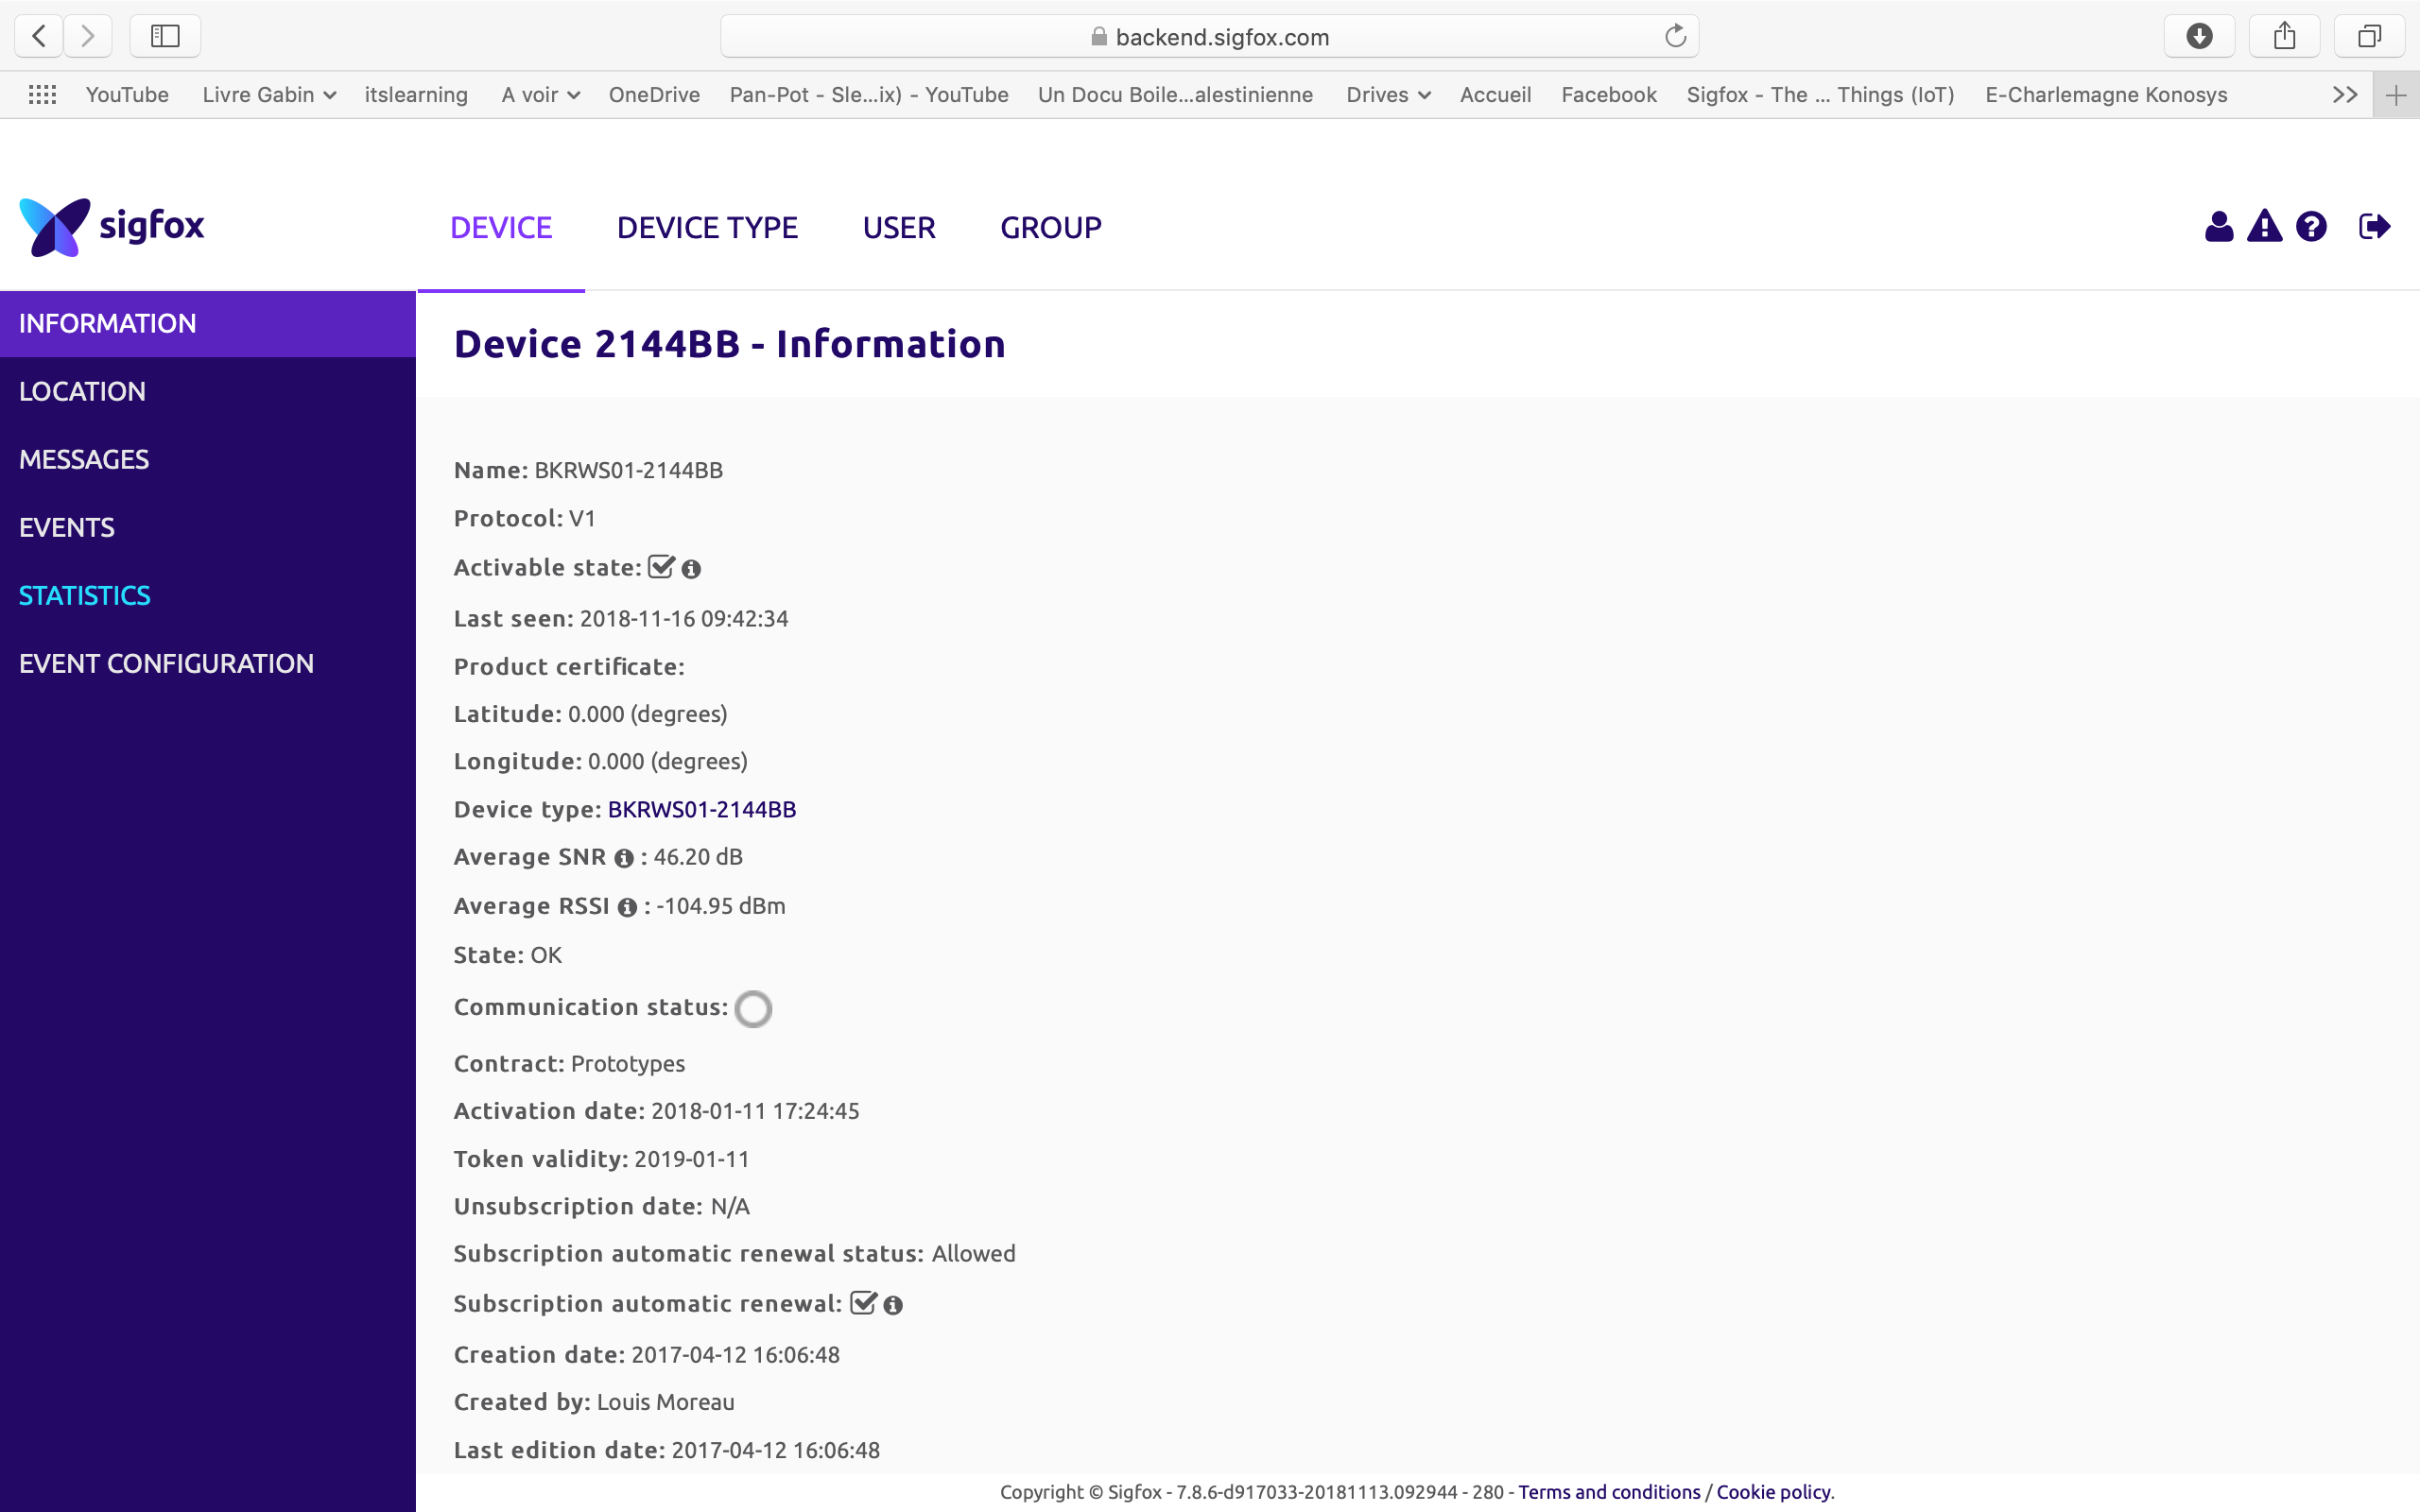 backend.sigfox.com
YouTube Livre Gabin itslearning A voir OneDrive Pan-Pot - Sle...ix) - YouTube Un Docu Boile...alestinienne Drives Accueil Facebook Sigfox - The ... Things (IoT) E-Charlemagne Konosys
sigfox DEVICE DEVICE TYPE USER GROUP
INFORMATION
LOCATION
MESSAGES
EVENTS
STATISTICS
EVENT CONFIGURATION
Device 2144BB - Information
Name: BKRWS01-2144BB
Protocol: V1
Activable state:
Last seen: 2018-11-16 09:42:34
Product certificate:
Latitude: 0.000 (degrees)
Longitude: 0.000 (degrees)
Device type: BKRWS01-2144BB
Average SNR : 46.20 dB
Average RSSI : -104.95 dBm
State: OK
Communication status:
Contract: Prototypes
Activation date: 2018-01-11 17:24:45
Token validity: 2019-01-11
Unsubscription date: N/A
Subscription automatic renewal status: Allowed
Subscription automatic renewal:
Creation date: 2017-04-12 16:06:48
Created by: Louis Moreau
Last edition date: 2017-04-12 16:06:48
Copyright © Sigfox - 7.8.6-d917033-20181113.092944 - 280 - Terms and conditions / Cookie policy.